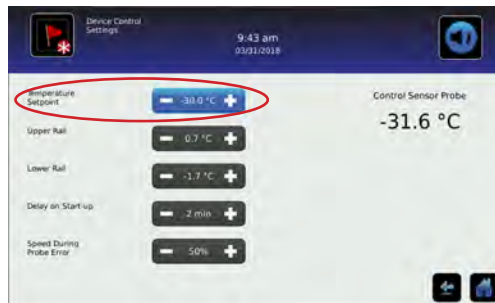 Device Control
Settings
9:43 am
03/31/2018
Temperature
Setpoint
-30.0 °C
Control Sensor Probe
-31.6 °C
Upper Rail
0.7 °C
Lower Rail
-1.7 °C
Delay on Start-up
2 min
Speed During
Probe Error
50%